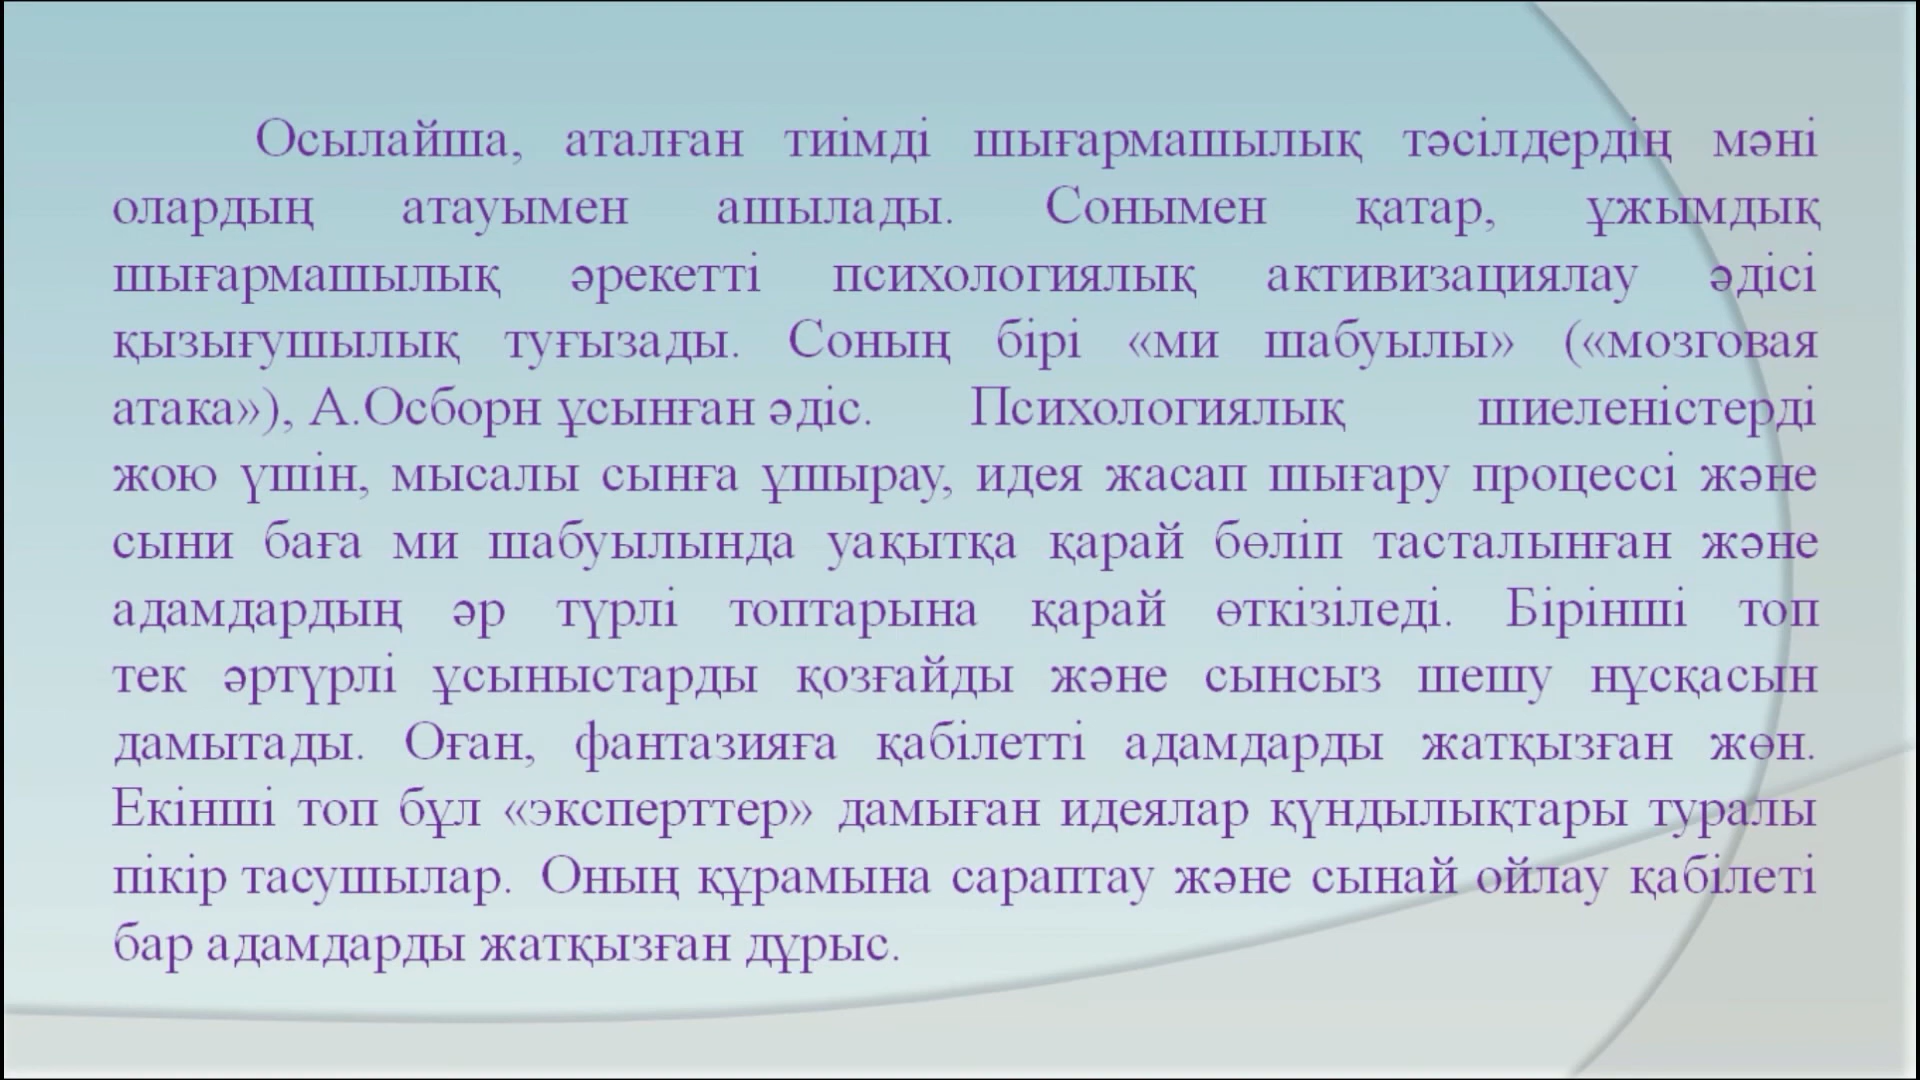 Осылайша, аталған тиімді шығармашылық тәсілдердің мәні
олардың атауымен ашылады. Сонымен қатар, ұжымдық
шығармашылық әрекетті психологиялық активизациялау әдісі
қызығушылық туғызады. Соның бірі «ми шабуылы» («мозговая
атака»), А.Осборн ұсынған әдіс. Психологиялық шиеленістерді
жою үшін, мысалы сынға ұшырау, идея жасап шығару процессі және
сыни баға ми шабуылында уақытқа қарай бөліп тасталынған және
адамдардың әр түрлі топтарына қарай өткізіледі. Бірінші топ
тек әртүрлі ұсыныстарды қозғайды және сынсыз шешу нұсқасын
дамытады. Оған, фантазияға қабілетті адамдарды жатқызған жөн.
Екінші топ бұл «эксперттер» дамыған идеялар құндылықтары туралы
пікір тасушылар. Оның құрамына сараптау және сынай ойлау қабілеті
бар адамдарды жатқызған дұрыс.